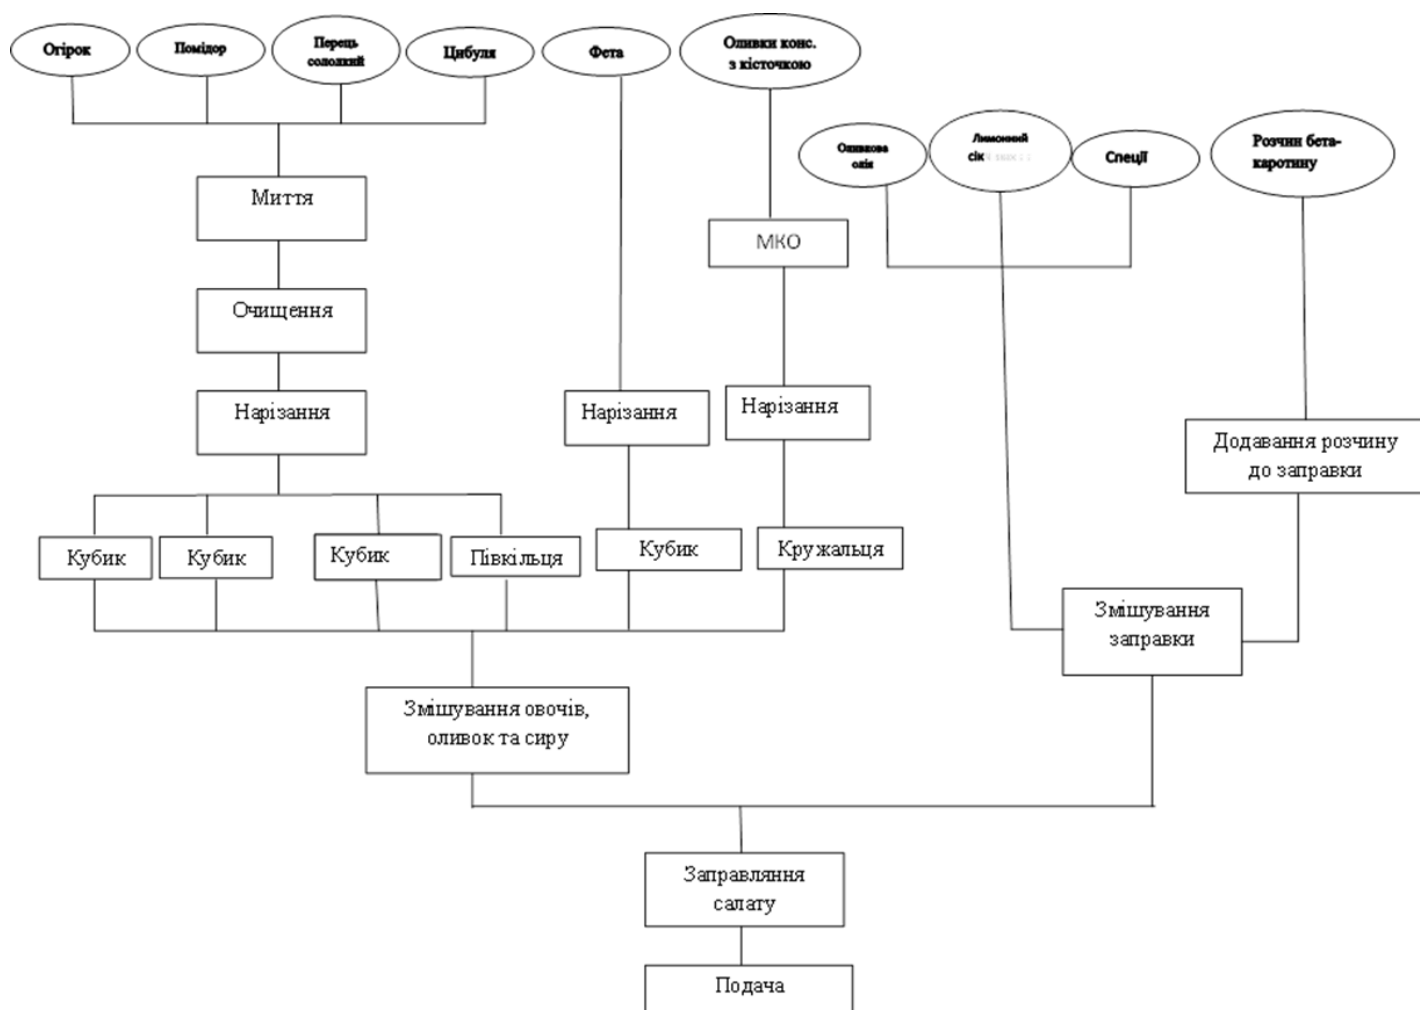 Огірок
Помідор
Перець
солодкий
Цибуля
Фета
Оливки конс.
з кісточкою
Оливкова
олія
Лимонний
сік
Спеції
Розчин бета-
каротину
Миття
МКО
Очищення
Нарізання
Нарізання
Нарізання
Додавання розчину
до заправки
Кубик
Кубик
Кубик
Півкільця
Кубик
Кружальця
Змішування
заправки
Змішування овочів,
оливок та сиру
Заправляння
салату
Подача